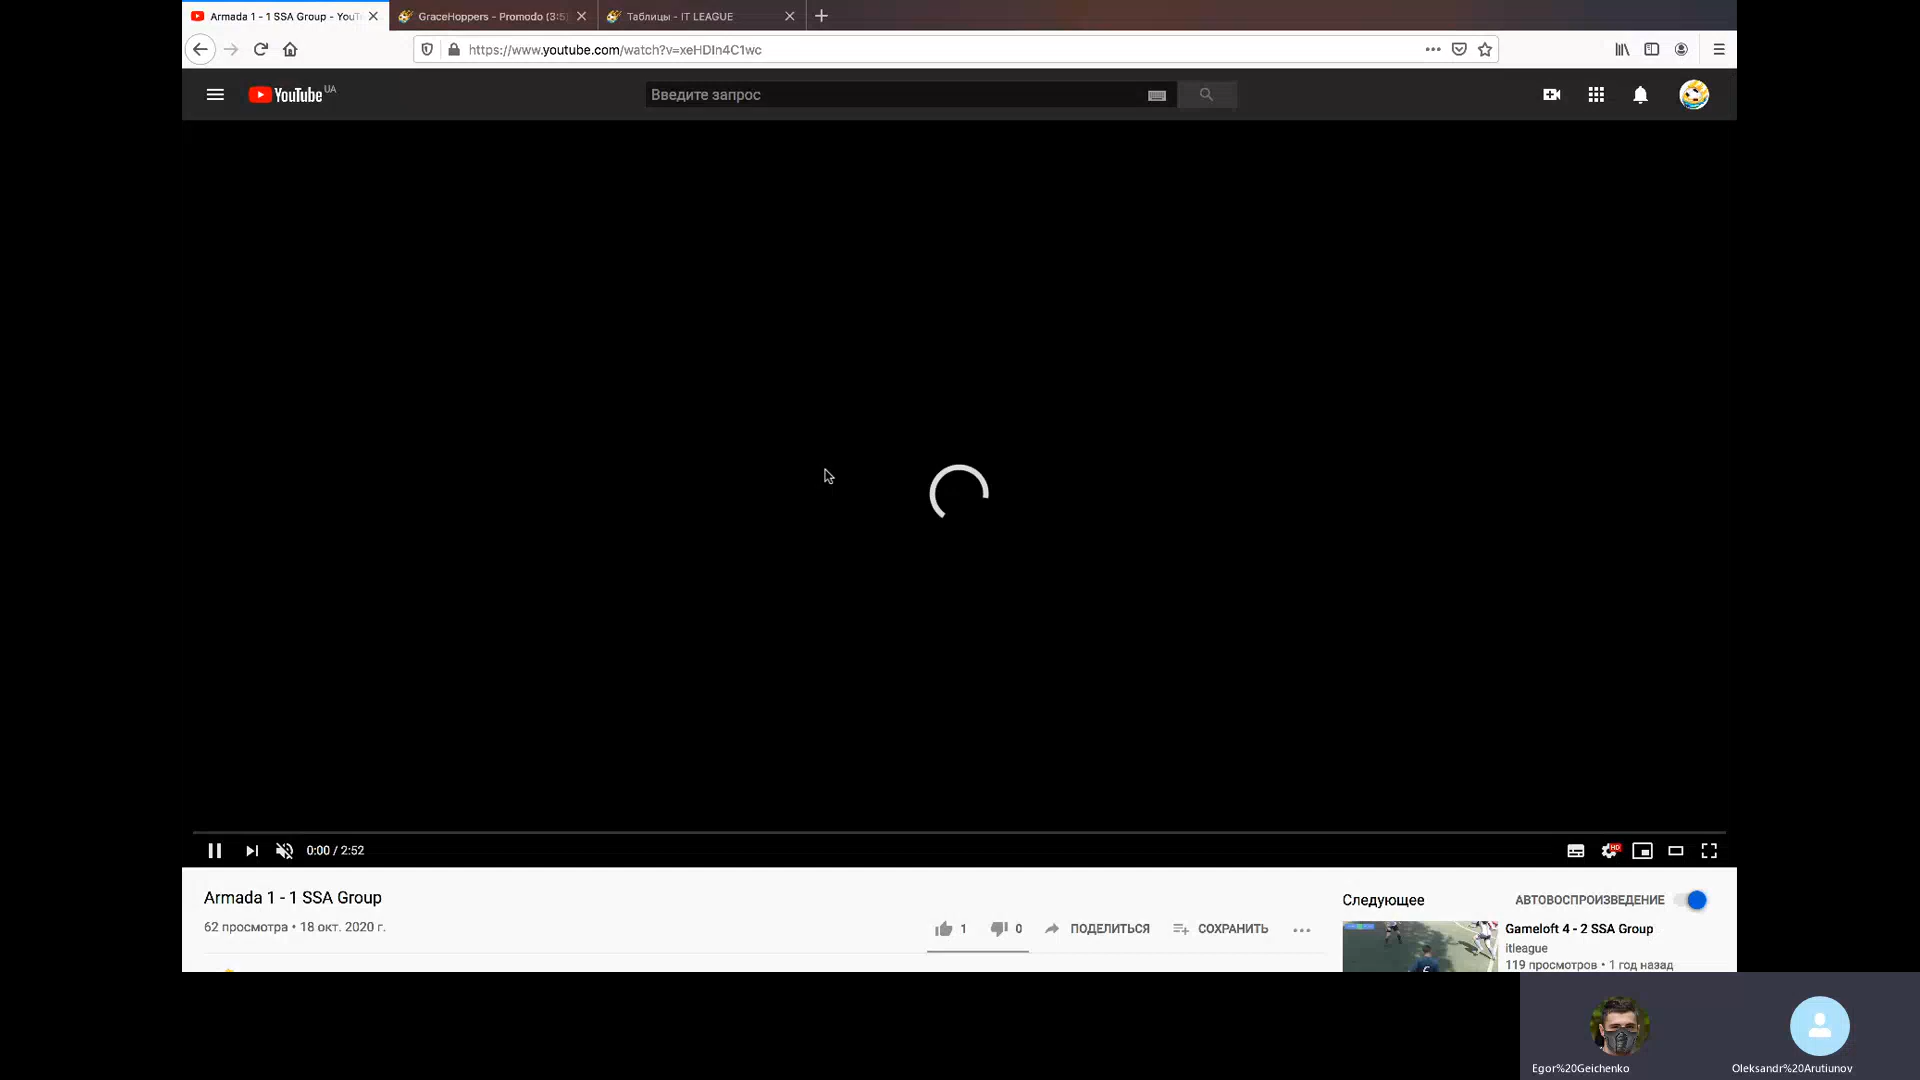 Armada 1 - 1 SSA Group - YouT
GraceHoppers - Promodo (3:5)
Таблицы - IT LEAGUE
https://www.youtube.com/watch?v=xeHDIn4C1wc
YouTube UA
Введите запрос
0:00 / 2:52
HD
Armada 1 - 1 SSA Group
62 просмотра • 18 окт. 2020 г.
1
0
ПОДЕЛИТЬСЯ
СОХРАНИТЬ
Следующее
АВТОВОСПРОИЗВЕДЕНИЕ
Gameloft 4 - 2 SSA Group
itleague
119 просмотров • 1 год назад
Egor%20Geichenko
Oleksandr%20Arutiunov